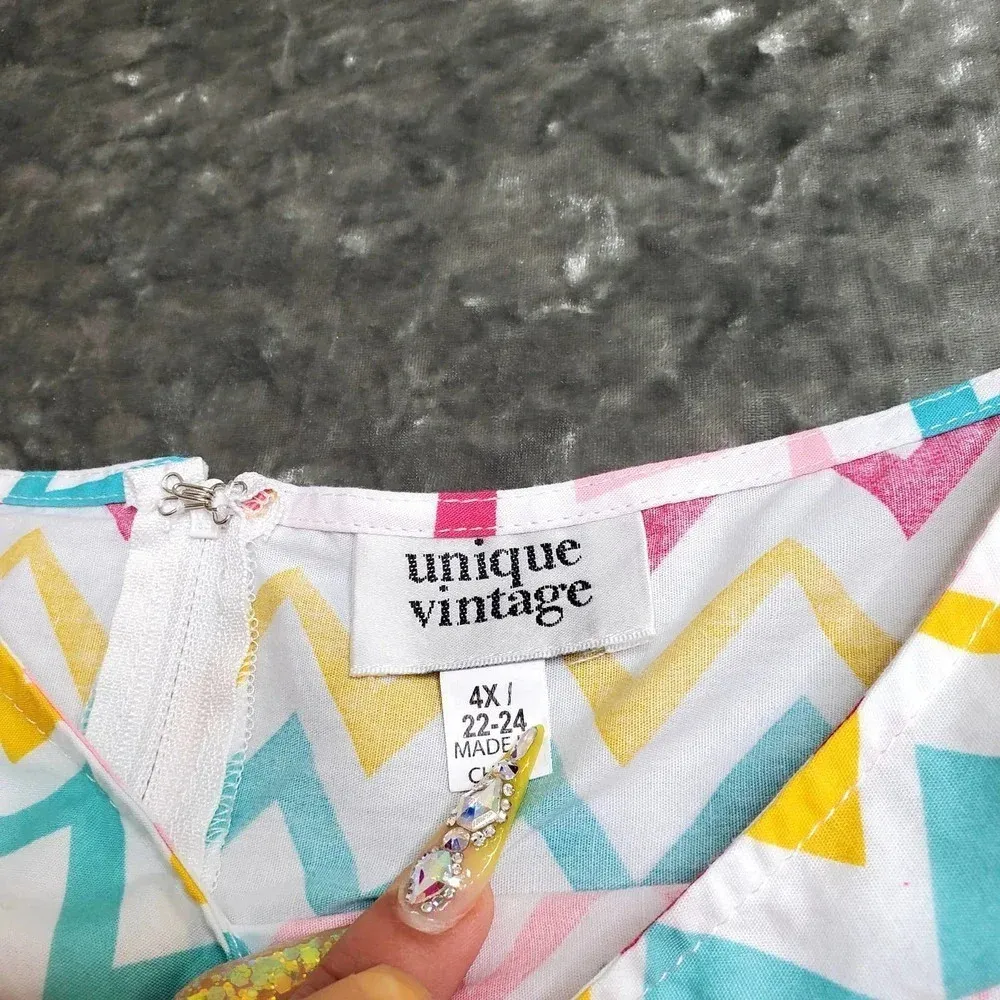 unique
vintage
4X /
22-24
MADE